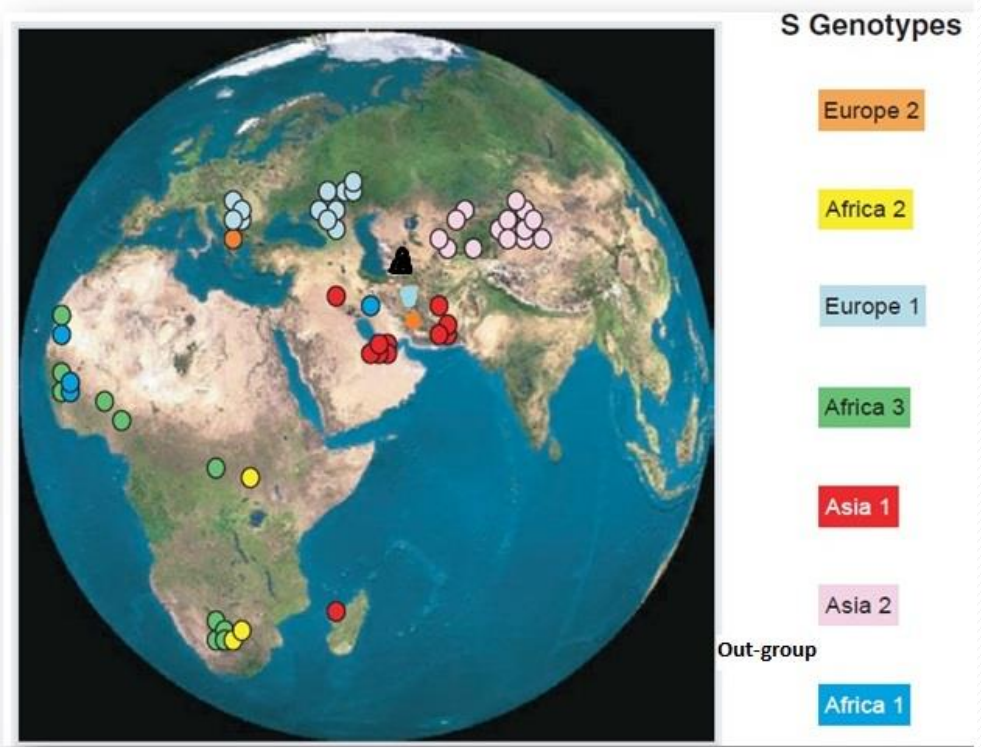 S Genotypes
Europe 2
Africa 2
Europe 1
Africa 3
Asia 1
Asia 2
Out-group
Africa 1